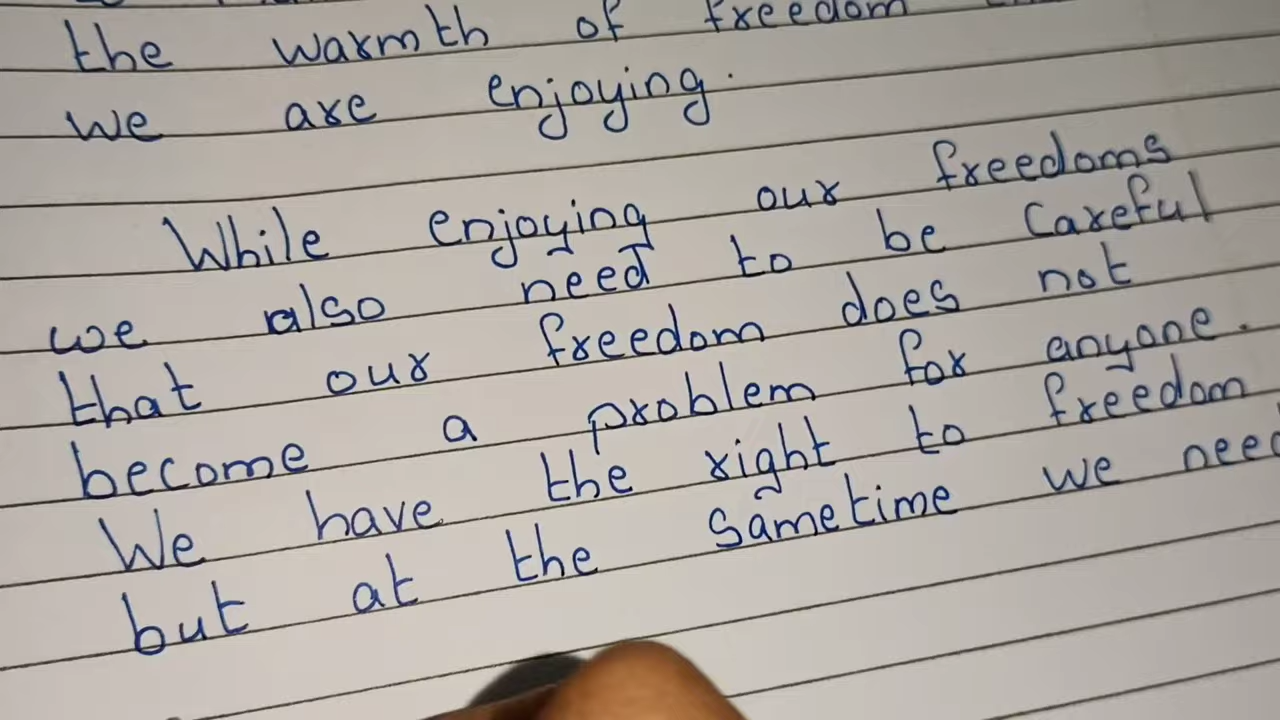 the warmth of freedom
we are enjoying.
While enjoying our freedoms
we also need to be Careful
that our freedom does not
become a problem for anyone.
We have the right to freedom
but at the sametime we need